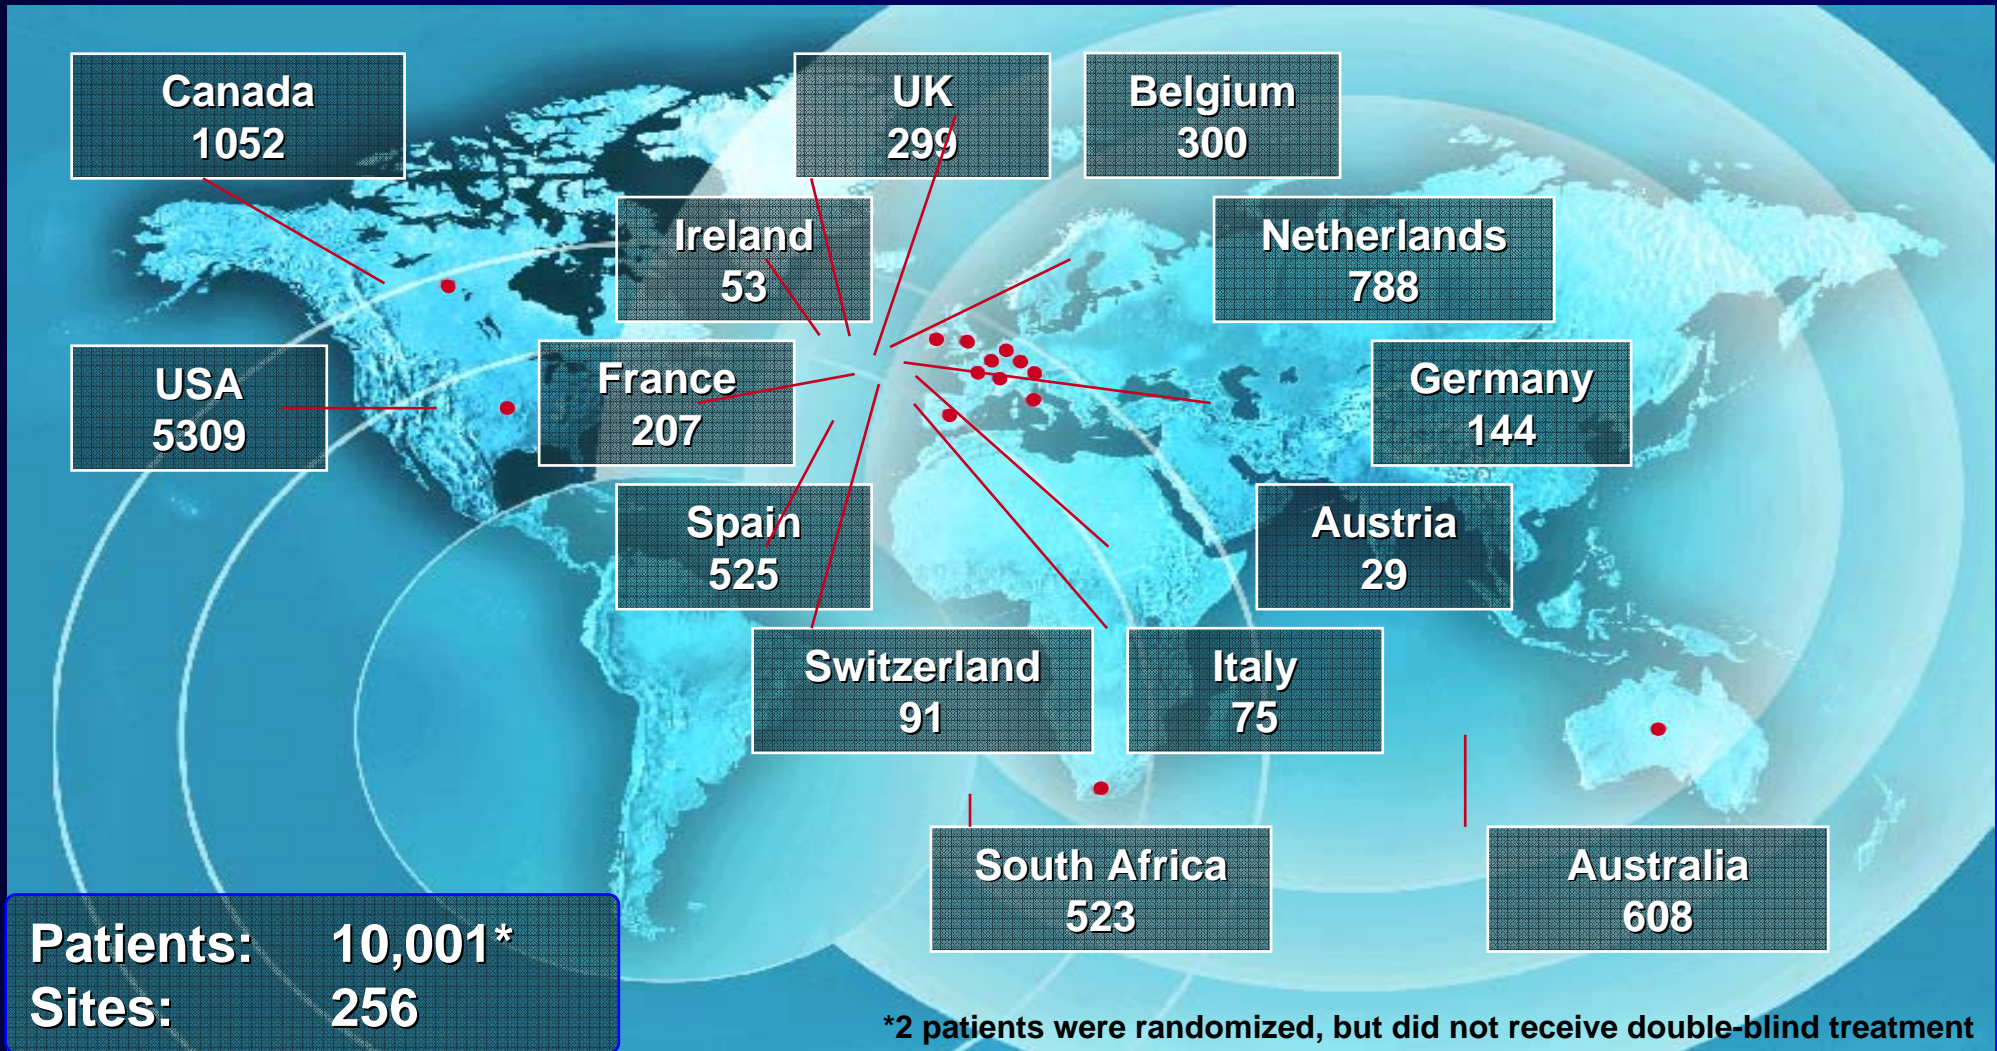 Canada
1052
UK
299
Belgium
300
Ireland
53
Netherlands
788
USA
5309
France
207
Germany
144
Spain
525
Austria
29
Switzerland
91
Italy
75
South Africa
523
Australia
608
Patients: 10,001*
Sites: 256
*2 patients were randomized, but did not receive double-blind treatment